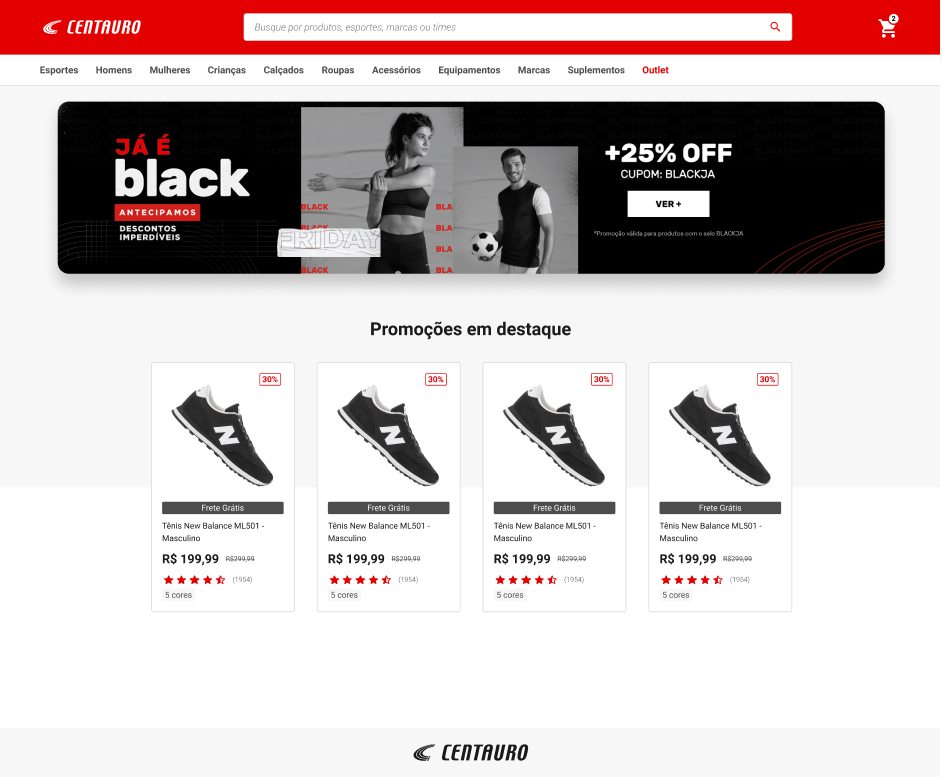 CENTAURO
Busque por produtos, esportes, marcas ou times
2
Esportes Homens Mulheres Crianças Calçados Roupas Acessórios Equipamentos Marcas Suplementos Outlet
JÁ É
black
ANTECIPAMOS
DESCONTOS
IMPERDÍVEIS
BLACK BLA
BLA
FRIDAY
BLA
BLACK BLA
+25% OFF
CUPOM: BLACKJA
VER +
*Promoção válida para produtos com o selo BLACKJA
Promoções em destaque
30%
N
Frete Grátis
Tênis New Balance ML501 -
Masculino
R$ 199,99 R$299,99
(1954)
5 cores
30%
N
Frete Grátis
Tênis New Balance ML501 -
Masculino
R$ 199,99 R$299,99
(1954)
5 cores
30%
N
Frete Grátis
Tênis New Balance ML501 -
Masculino
R$ 199,99 R$299,99
(1954)
5 cores
30%
N
Frete Grátis
Tênis New Balance ML501 -
Masculino
R$ 199,99 R$299,99
(1954)
5 cores
CENTAURO